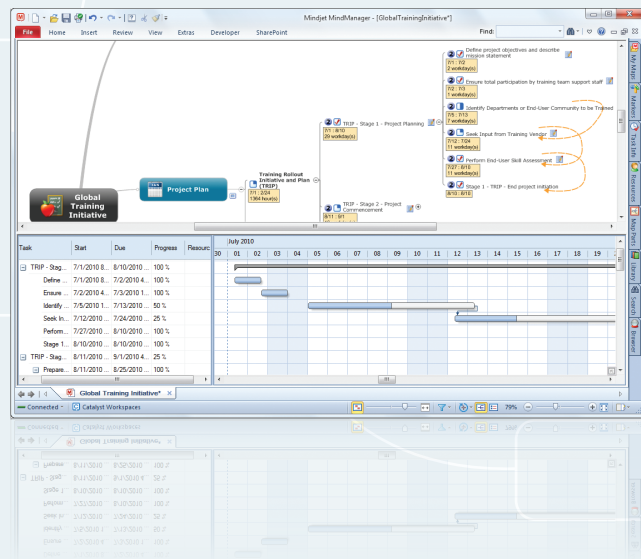 Mindjet MindManager - [GlobalTrainingInitiative*]
File Home Insert Review View Extras Developer SharePoint Find:
Define project objectives and describe
mission statement
7/1 : 7/2
2 workday(s)
Ensure total participation by training team support staff
7/2 : 7/3
1 workday(s)
Identify Departments or End-User Community to be Trained
7/5 : 7/13
7 workday(s)
TRIP - Stage 1 - Project Planning
7/1 : 8/10
29 workday(s)
Seek Input from Training Vendor
7/12 : 7/24
11 workday(s)
Perform End-User Skill Assessment
7/27 : 8/10
11 workday(s)
Stage 1 - TRIP - End project initiation
8/10 : 8/10
Training Rollout
Initiative and Plan
(TRIP)
7/1 : 2/24
1364 hour(s)
Project Plan
Global
Training
Initiative
TRIP - Stage 2 - Project
Commencement
8/11 : 9/1
My Maps
Markers
Task Info
Resources
Map Parts
Library
Search
Browser
Task Start Due Progress Resourc
July 2010
30 01 02 03 04 05 06 07 08 09 10 11 12 13 14 15 16 17 18 19
TRIP - Stag... 7/1/2010 8... 8/10/2010 ... 100 %
Define ... 7/1/2010 8... 7/2/2010 4... 100 %
Ensure ... 7/2/2010 4... 7/3/2010 1... 100 %
Identify ... 7/5/2010 1... 7/13/2010 ... 50 %
Seek In... 7/12/2010 ... 7/24/2010 ... 25 %
Perform... 7/27/2010 ... 8/10/2010 ... 100 %
Stage 1... 8/10/2010 ... 8/10/2010 ... 100 %
TRIP - Stag... 8/11/2010 ... 9/1/2010 4... 25 %
Prepare... 8/11/2010 ... 8/25/2010 ... 100 %
Global Training Initiative*
Connected Catalyst Workspaces 79%